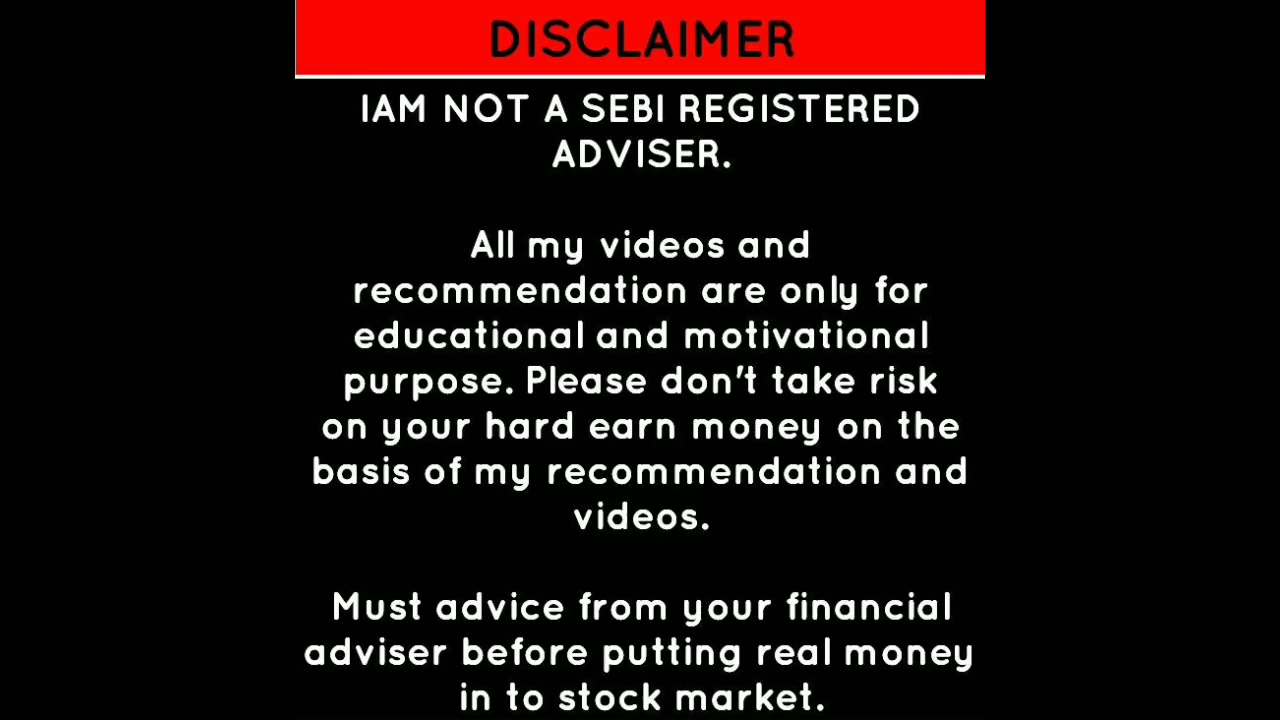 DISCLAIMER
IAM NOT A SEBI REGISTERED
ADVISER.
All my videos and
recommendation are only for
educational and motivational
purpose. Please don't take risk
on your hard earn money on the
basis of my recommendation and
videos.
Must advice from your financial
adviser before putting real money
in to stock market.